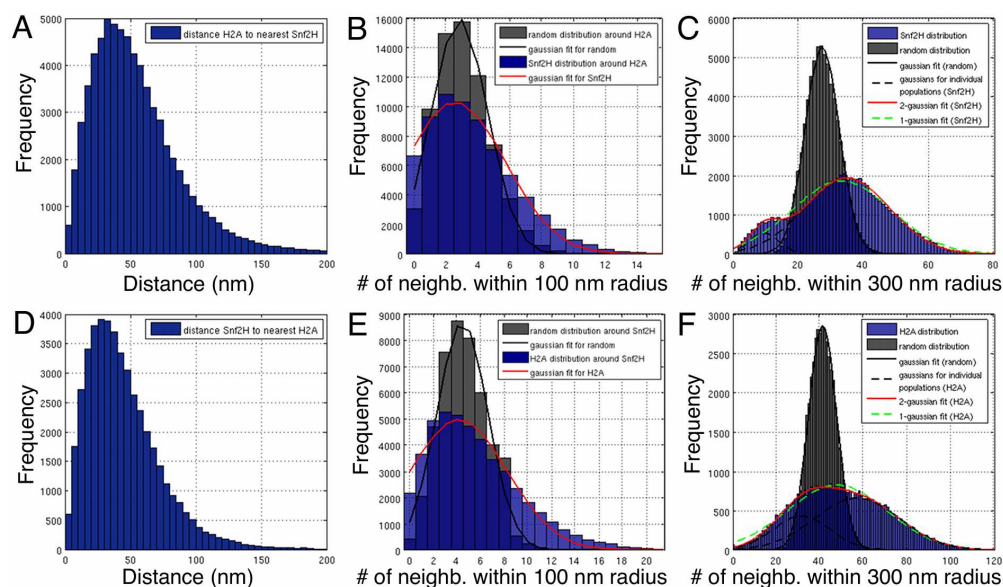 A
5000
4000
3000
2000
1000
0
0 50 100 150 200
Frequency
Distance (nm)
distance H2A to nearest Snf2H
B
16000
14000
12000
10000
8000
6000
4000
2000
0
0 2 4 6 8 10 12 14
Frequency
# of neighb. within 100 nm radius
random distribution around H2A
gaussian fit for random
Snf2H distribution around H2A
gaussian fit for Snf2H
C
6000
5000
4000
3000
2000
1000
0
0 20 40 60 80
Frequency
# of neighb. within 300 nm radius
Snf2H distribution
random distribution
gaussian fit (random)
gaussians for individual
populations (Snf2H)
2-gaussian fit (Snf2H)
1-gaussian fit (Snf2H)
D
4000
3500
3000
2500
2000
1500
1000
500
0
0 50 100 150 200
Frequency
Distance (nm)
distance Snf2H to nearest H2A
E
9000
8000
7000
6000
5000
4000
3000
2000
1000
0
0 2 4 6 8 10 12 14 16 18 20
Frequency
# of neighb. within 100 nm radius
random distribution around Snf2H
gaussian fit for random
H2A distribution around Snf2H
gaussian fit for H2A
F
3000
2500
2000
1500
1000
500
0
0 20 40 60 80 100 120
Frequency
# of neighb. within 300 nm radius
H2A distribution
random distribution
gaussian fit (random)
gaussians for individual
populations (H2A)
2-gaussian fit (H2A)
1-gaussian fit (H2A)